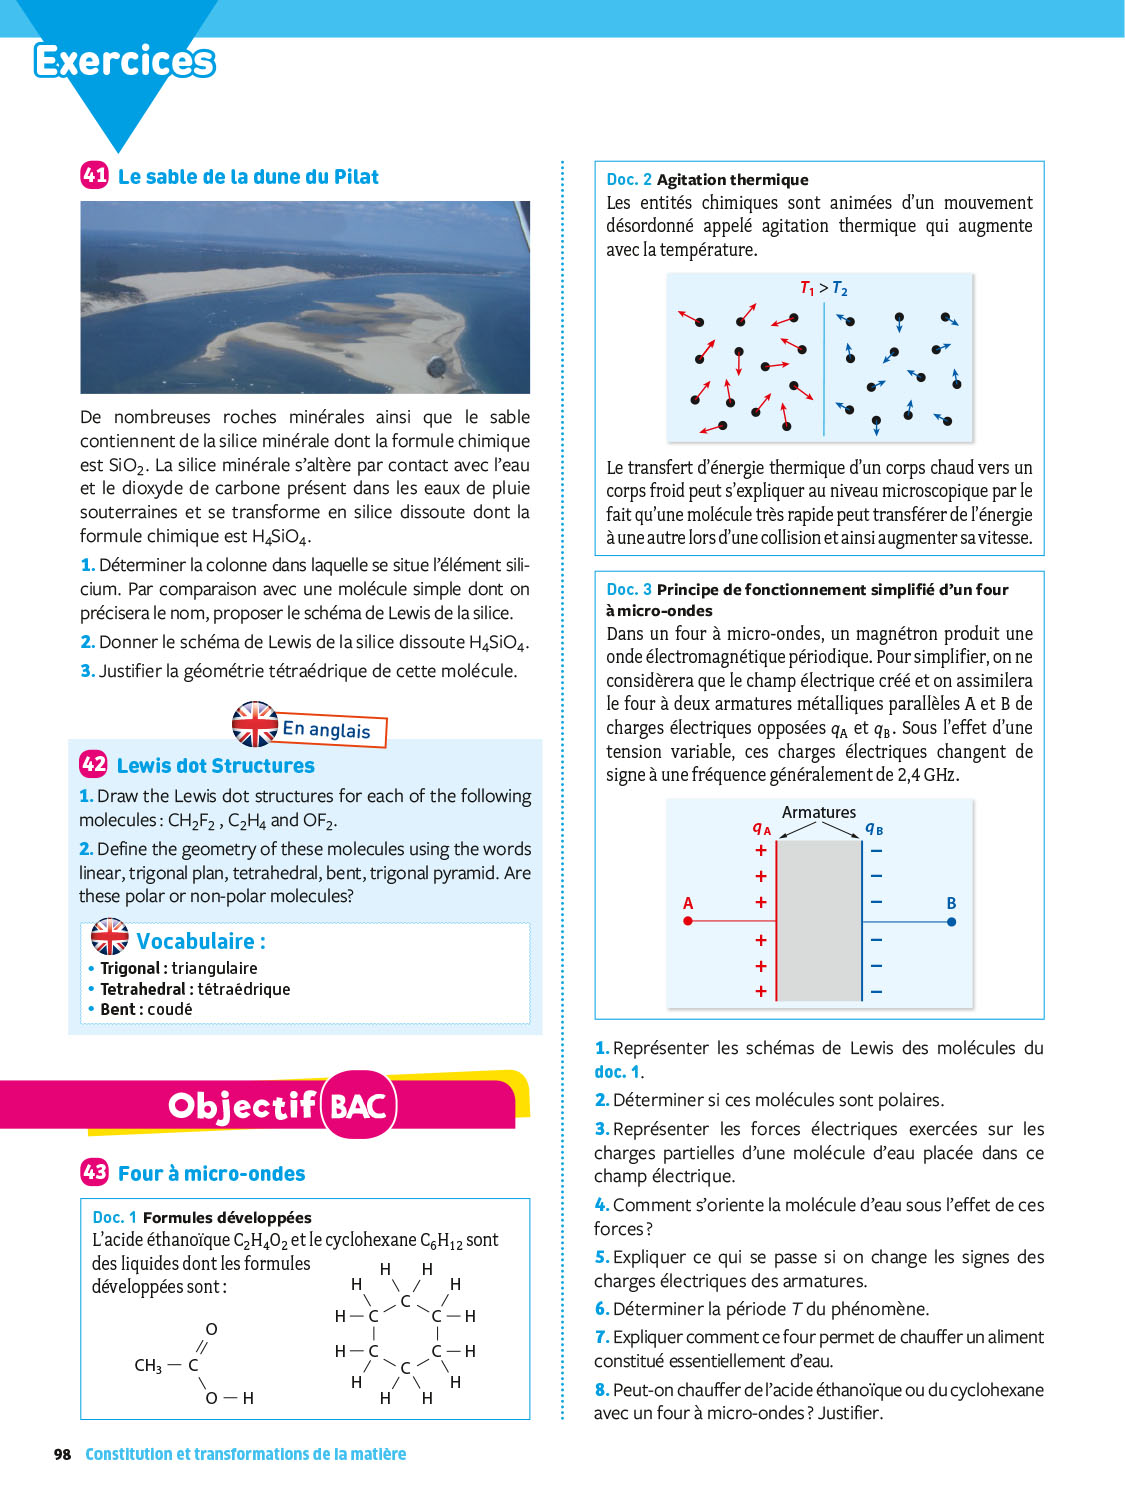 Exercices
41 Le sable de la dune du Pilat
De nombreuses roches minérales ainsi que le sable
contiennent de la silice minérale dont la formule chimique
est SiO₂. La silice minérale s'altère par contact avec l'eau
et le dioxyde de carbone présent dans les eaux de pluie
souterraines et se transforme en silice dissoute dont la
formule chimique est H₄SiO₄.
1. Déterminer la colonne dans laquelle se situe l'élément sili-
cium. Par comparaison avec une molécule simple dont on
précisera le nom, proposer le schéma de Lewis de la silice.
2. Donner le schéma de Lewis de la silice dissoute H₄SiO₄.
3. Justifier la géométrie tétraédrique de cette molécule.
En anglais
42 Lewis dot Structures
1. Draw the Lewis dot structures for each of the following
molecules : CH₂F₂ , C₂H₄ and OF₂.
2. Define the geometry of these molecules using the words
linear, trigonal plan, tetrahedral, bent, trigonal pyramid. Are
these polar or non-polar molecules?
Vocabulaire :
• Trigonal : triangulaire
• Tetrahedral : tétraédrique
• Bent : coudé
Objectif BAC
43 Four à micro-ondes
Doc. 1 Formules développées
L'acide éthanoïque C₂H₄O₂ et le cyclohexane C₆H₁₂ sont
des liquides dont les formules
développées sont :
O
CH₃ — C
O — H
H H
H C H
H — C C — H
H — C C — H
H C H
H H
Doc. 2 Agitation thermique
Les entités chimiques sont animées d'un mouvement
désordonné appelé agitation thermique qui augmente
avec la température.
T₁ > T₂
Le transfert d'énergie thermique d'un corps chaud vers un
corps froid peut s'expliquer au niveau microscopique par le
fait qu'une molécule très rapide peut transférer de l'énergie
à une autre lors d'une collision et ainsi augmenter sa vitesse.
Doc. 3 Principe de fonctionnement simplifié d'un four
à micro-ondes
Dans un four à micro-ondes, un magnétron produit une
onde électromagnétique périodique. Pour simplifier, on ne
considèrera que le champ électrique créé et on assimilera
le four à deux armatures métalliques parallèles A et B de
charges électriques opposées qA et qB. Sous l'effet d'une
tension variable, ces charges électriques changent de
signe à une fréquence généralement de 2,4 GHz.
Armatures
qA qB
+ −
+ −
+ −
A B
+ −
+ −
+ −
1. Représenter les schémas de Lewis des molécules du
doc. 1.
2. Déterminer si ces molécules sont polaires.
3. Représenter les forces électriques exercées sur les
charges partielles d'une molécule d'eau placée dans ce
champ électrique.
4. Comment s'oriente la molécule d'eau sous l'effet de ces
forces ?
5. Expliquer ce qui se passe si on change les signes des
charges électriques des armatures.
6. Déterminer la période T du phénomène.
7. Expliquer comment ce four permet de chauffer un aliment
constitué essentiellement d'eau.
8. Peut-on chauffer de l'acide éthanoïque ou du cyclohexane
avec un four à micro-ondes ? Justifier.
98 Constitution et transformations de la matière